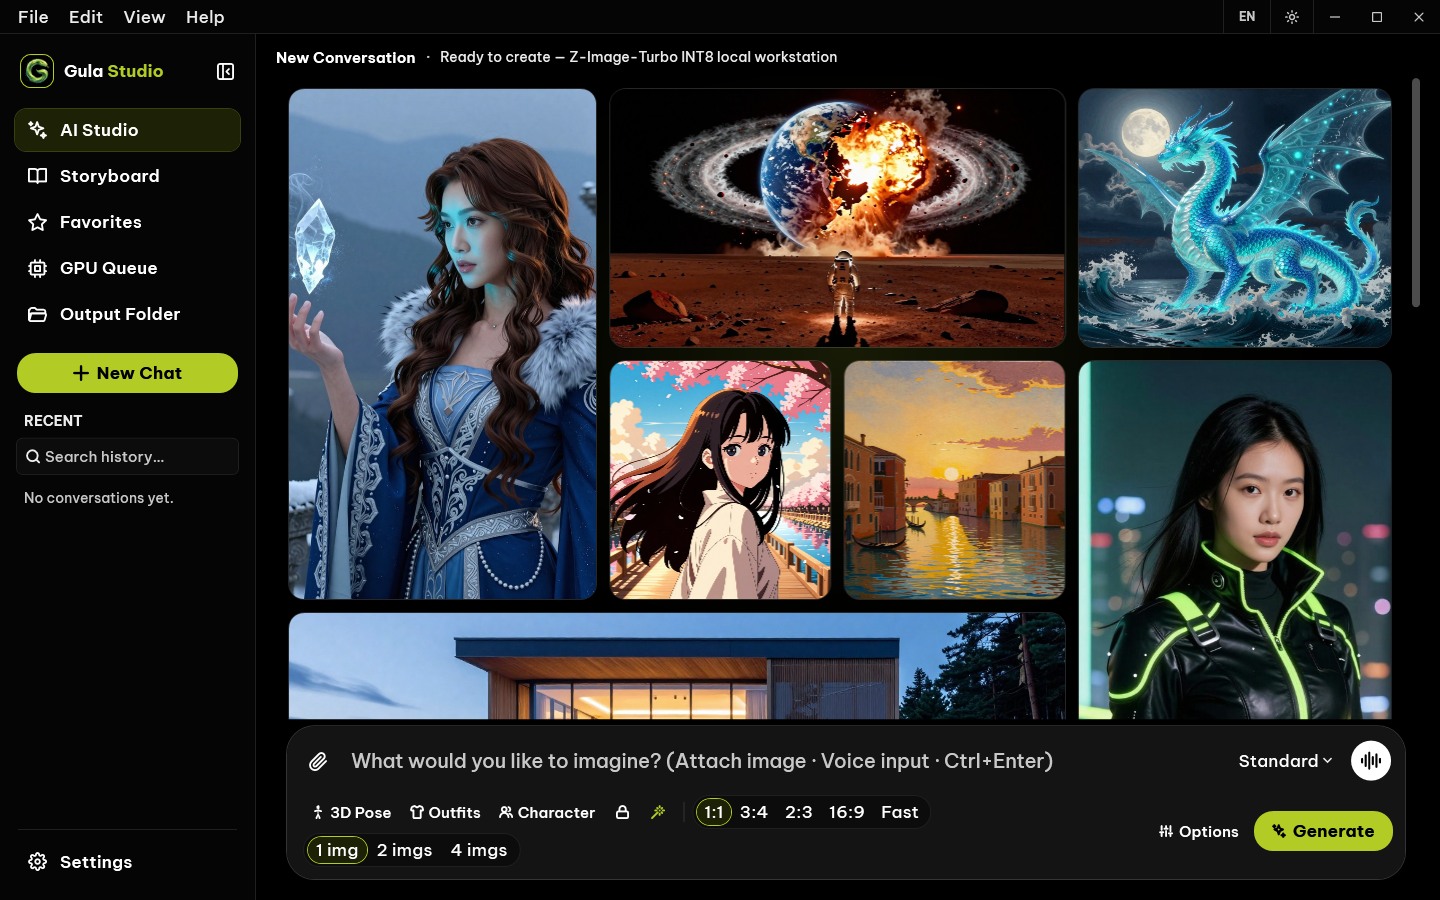 File Edit View Help
EN
Gula Studio
New Conversation · Ready to create — Z-Image-Turbo INT8 local workstation
AI Studio
Storyboard
Favorites
GPU Queue
Output Folder
+ New Chat
RECENT
Search history...
No conversations yet.
Settings
What would you like to imagine? (Attach image · Voice input · Ctrl+Enter)
Standard
3D Pose Outfits Character 1:1 3:4 2:3 16:9 Fast
1 img 2 imgs 4 imgs
Options Generate